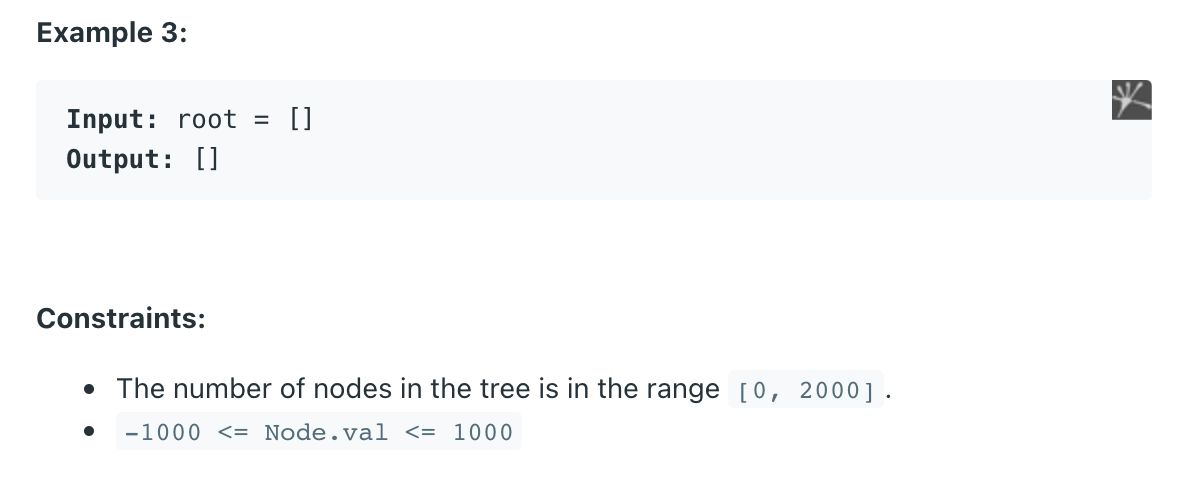 Example 3:
Input: root = []
Output: []
Constraints:
The number of nodes in the tree is in the range [0, 2000].
-1000 <= Node.val <= 1000